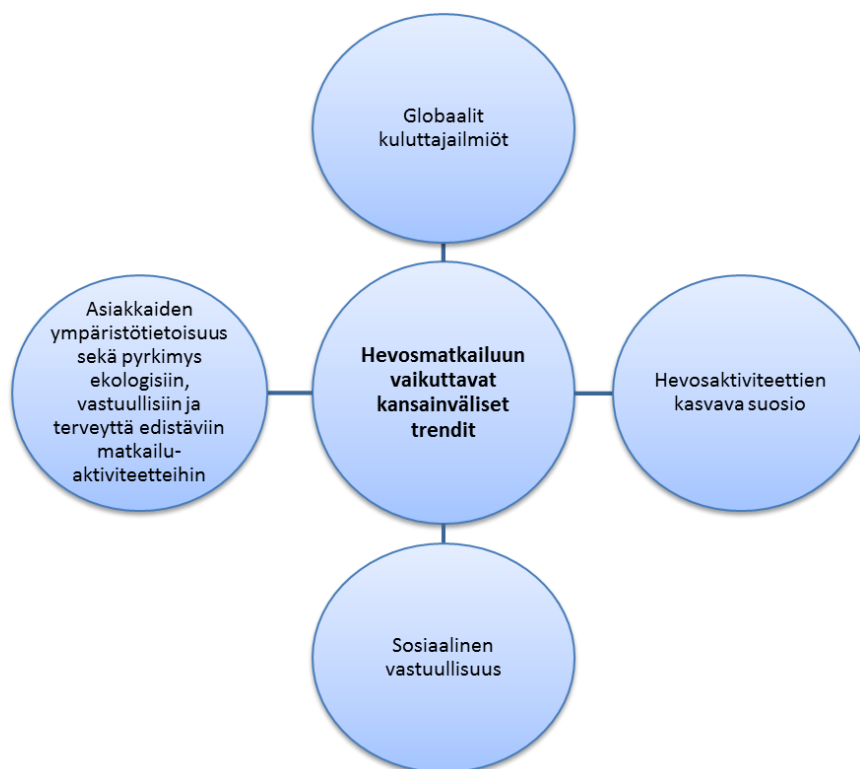 Globaalit
kuluttajailmiöt
Asiakkaiden
ympäristötietoisuus
sekä pyrkimys
ekologisiin,
vastuullisiin ja
terveyttä edistäviin
matkailu-
aktiviteetteihin
Hevosmatkailuun
vaikuttavat
kansainväliset
trendit
Hevosaktiviteettien
kasvava suosio
Sosiaalinen
vastuullisuus